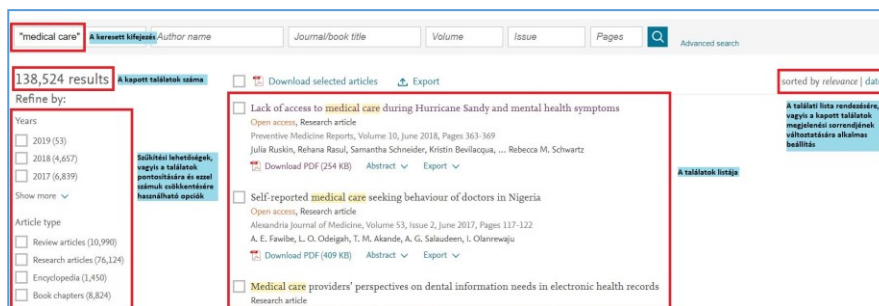 "medical care"
A keresett kifejezés
Author name
Journal/book title
Volume
Issue
Pages
Advanced search
138,524 results
A kapott találatok száma
Download selected articles
Export
sorted by relevance | dat
Refine by:
A találati lista rendezésére,
vagyis a kapott találatok
megjelenési sorrendjének
változtatására alkalmas
beállítás
Years
2019 (53)
2018 (4,657)
2017 (6,839)
Show more
Szűkítési lehetőségek,
vagyis a találatok
pontosítására és ezzel
számuk csökkentésére
használható opciók
Article type
Review articles (10,990)
Research articles (76,124)
Encyclopedia (1,450)
Book chapters (8,824)
Lack of access to medical care during Hurricane Sandy and mental health symptoms
Open access, Research article
Preventive Medicine Reports, Volume 10, June 2018, Pages 363-369
Julia Ruskin, Rehana Rasul, Samantha Schneider, Kristin Bevilacqua, ... Rebecca M. Schwartz
Download PDF (254 KB) Abstract Export
A találatok listája
Self-reported medical care seeking behaviour of doctors in Nigeria
Open access, Research article
Alexandria Journal of Medicine, Volume 53, Issue 2, June 2017, Pages 117-122
A. E. Fawibe, L. O. Odeigah, T. M. Akande, A. G. Salaudeen, I. Olanrewaju
Download PDF (409 KB) Abstract Export
Medical care providers' perspectives on dental information needs in electronic health records
Research article